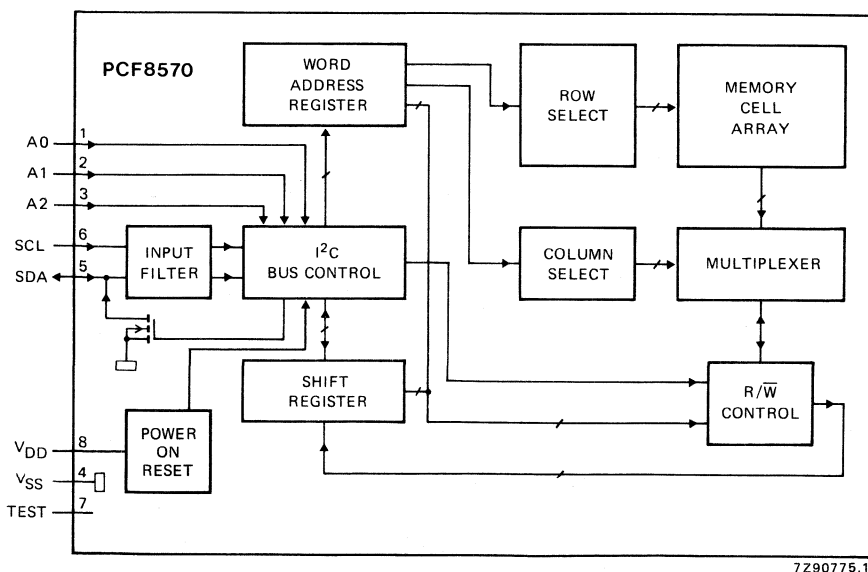 PCF8570
WORD
ADDRESS
REGISTER
ROW
SELECT
MEMORY
CELL
ARRAY
A0 1
A1 2
A2 3
SCL 6
SDA 5
INPUT
FILTER
I²C
BUS CONTROL
COLUMN
SELECT
MULTIPLEXER
SHIFT
REGISTER
R/W̅
CONTROL
POWER
ON
RESET
VDD 8
VSS 4
TEST 7
7Z90775.1